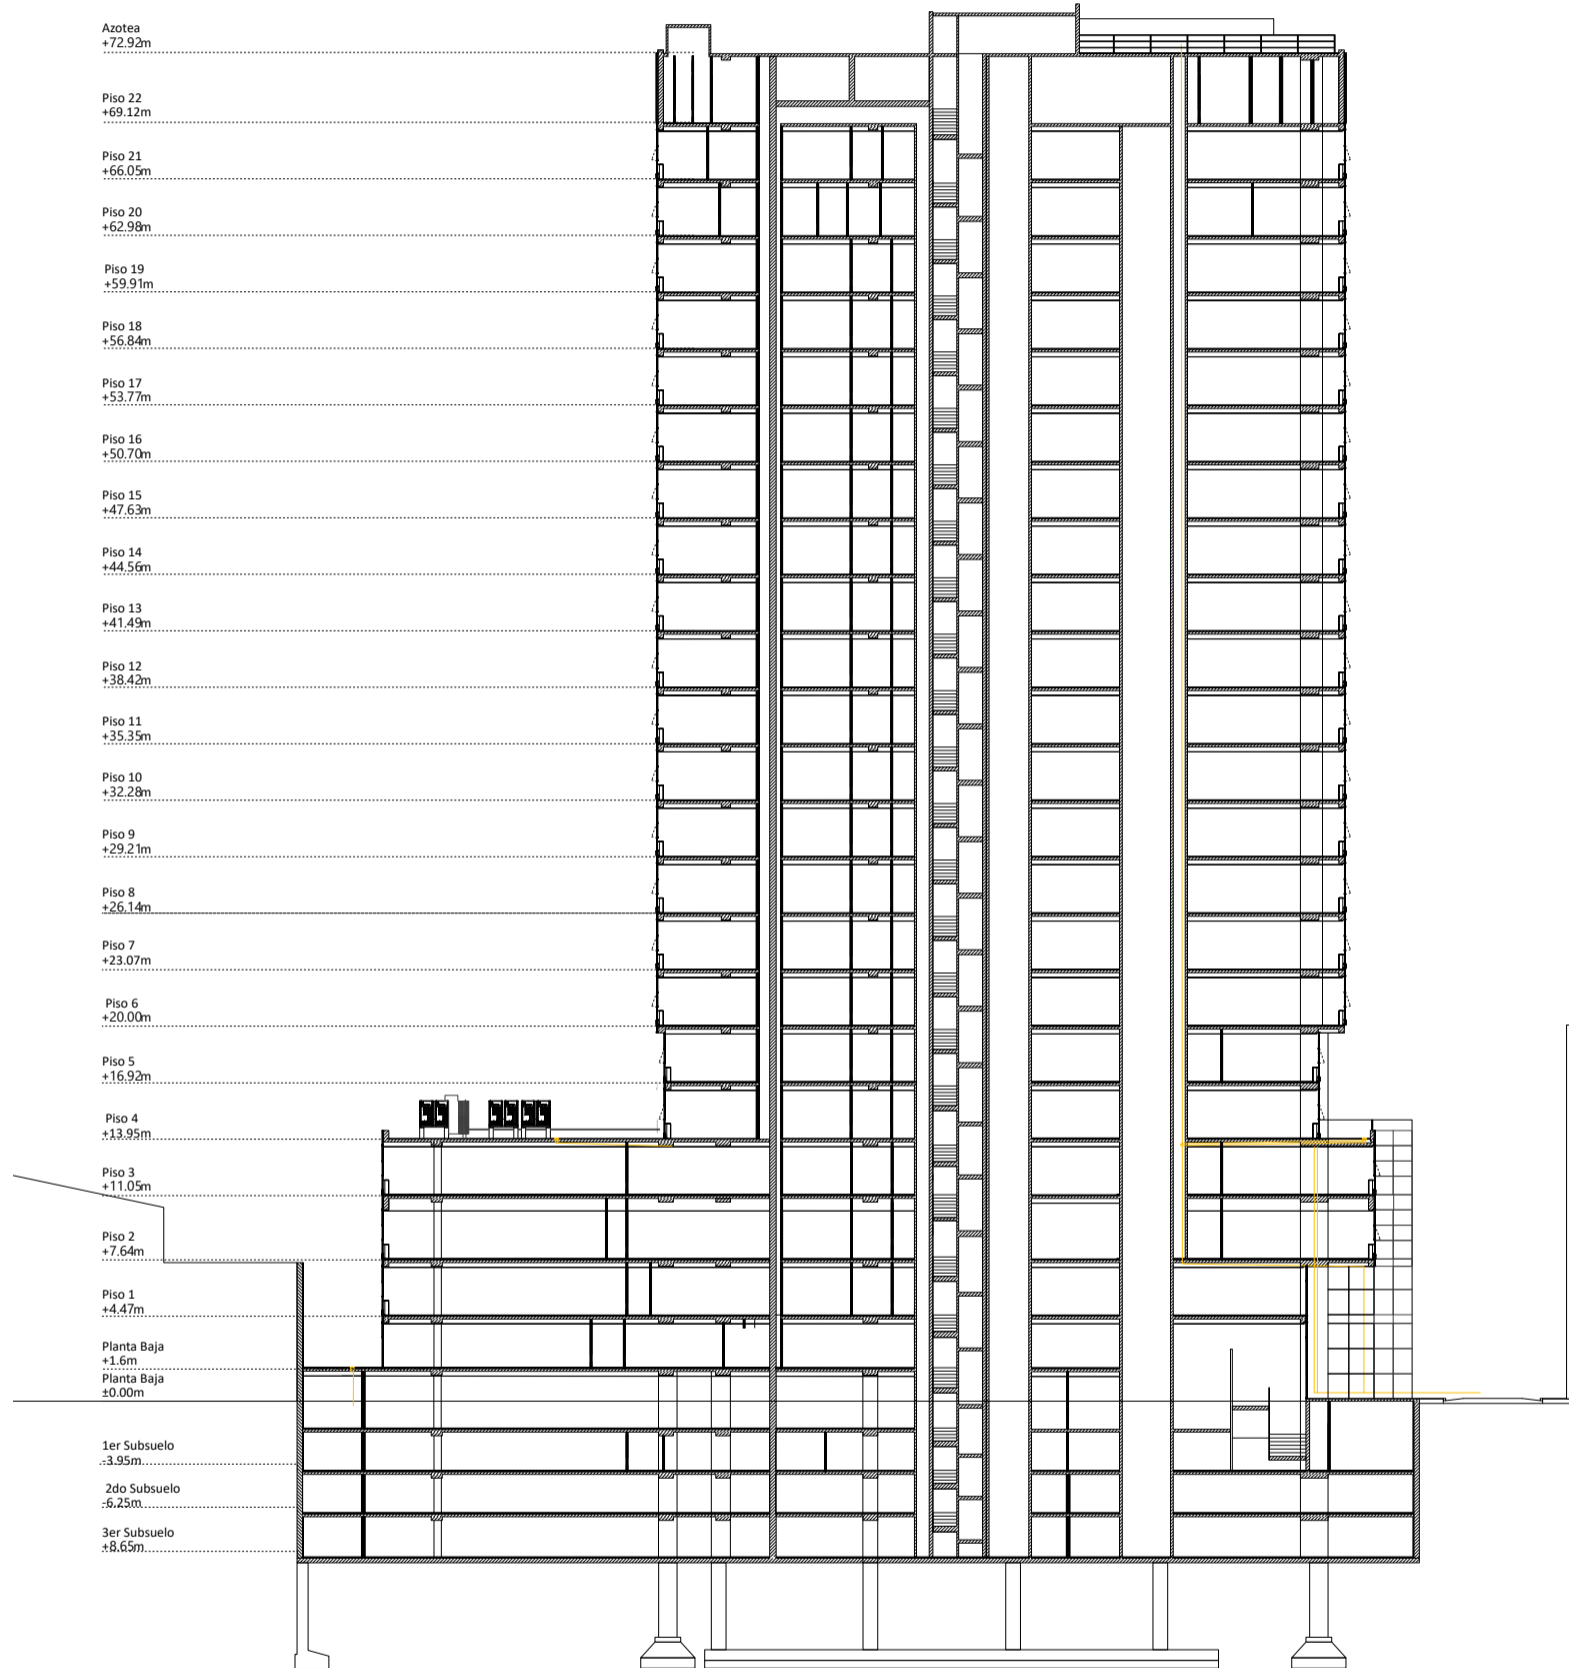 Azotea
+72.92m
Piso 22
+69.12m
Piso 21
+66.05m
Piso 20
+62.98m
Piso 19
+59.91m
Piso 18
+56.84m
Piso 17
+53.77m
Piso 16
+50.70m
Piso 15
+47.63m
Piso 14
+44.56m
Piso 13
+41.49m
Piso 12
+38.42m
Piso 11
+35.35m
Piso 10
+32.28m
Piso 9
+29.21m
Piso 8
+26.14m
Piso 7
+23.07m
Piso 6
+20.00m
Piso 5
+16.92m
Piso 4
+13.95m
Piso 3
+11.05m
Piso 2
+7.64m
Piso 1
+4.47m
Planta Baja
+1.6m
Planta Baja
±0.00m
1er Subsuelo
-3.95m
2do Subsuelo
-6.25m
3er Subsuelo
+8.65m